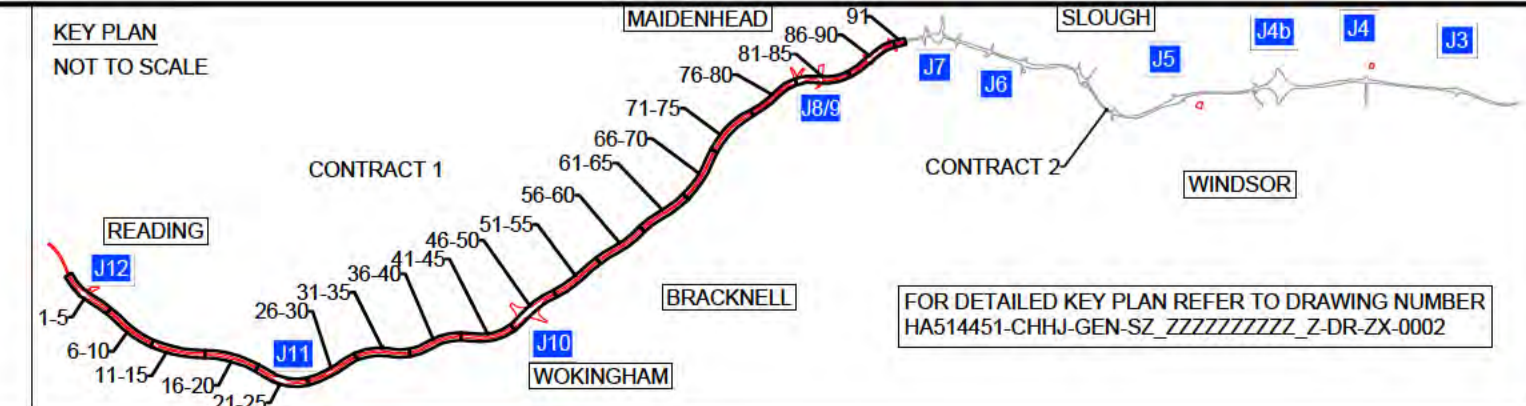 KEY PLAN
NOT TO SCALE
MAIDENHEAD
91
SLOUGH
86-90
81-85
76-80
71-75
66-70
61-65
56-60
51-55
46-50
41-45
36-40
31-35
26-30
J7
J6
J5
J4b
J4
J3
J8/9
CONTRACT 1
CONTRACT 2
WINDSOR
READING
J12
1-5
6-10
11-15
16-20
21-25
J11
J10
WOKINGHAM
BRACKNELL
FOR DETAILED KEY PLAN REFER TO DRAWING NUMBER
HA514451-CHHJ-GEN-SZ_ZZZZZZZZZZ_Z-DR-ZX-0002